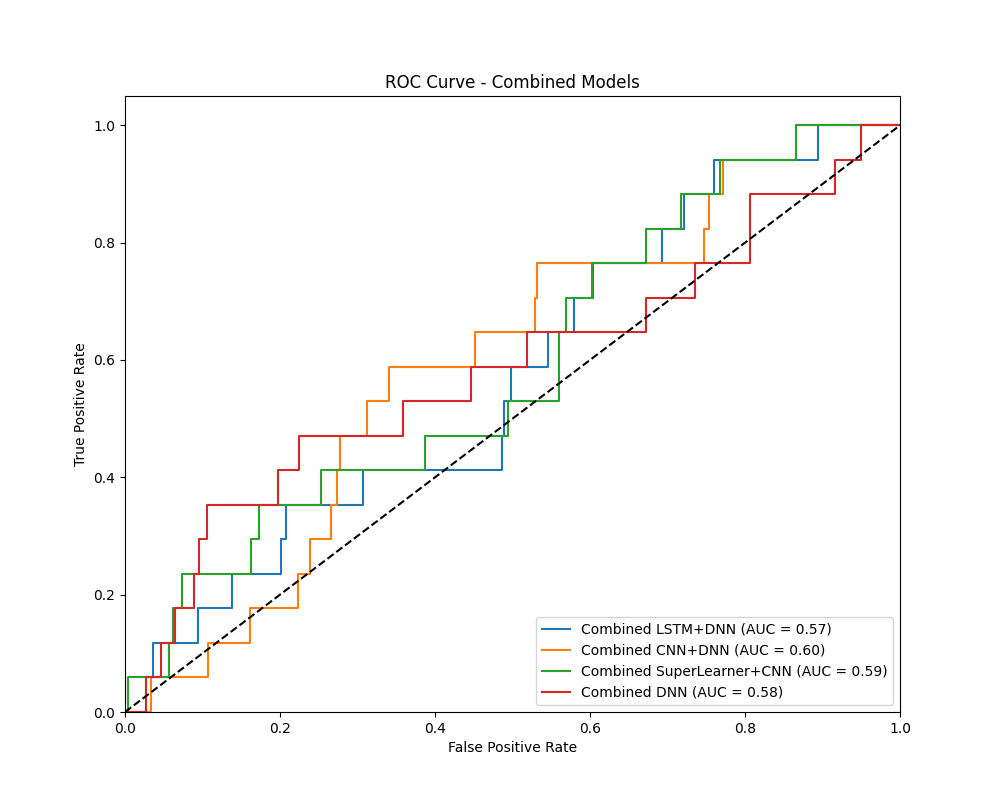 ROC Curve - Combined Models
True Positive Rate
1.0
0.8
0.6
0.4
0.2
0.0
0.0 0.2 0.4 0.6 0.8 1.0
False Positive Rate
Combined LSTM+DNN (AUC = 0.57)
Combined CNN+DNN (AUC = 0.60)
Combined SuperLearner+CNN (AUC = 0.59)
Combined DNN (AUC = 0.58)